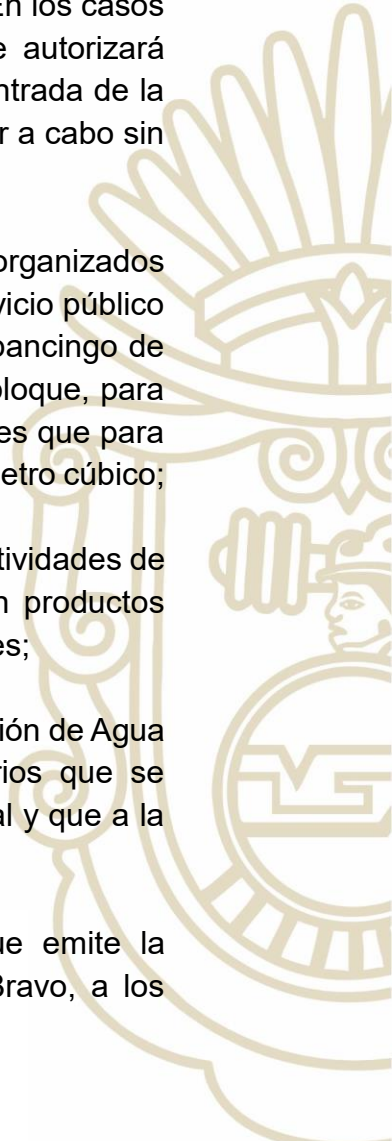 En los casos
e autorizará
ntrada de la
r a cabo sin
organizados
vicio público
pancingo de
bloque, para
es que para
etro cúbico;
tividades de
n productos
es;
ión de Agua
rios que se
al y que a la
ue emite la
Bravo, a los